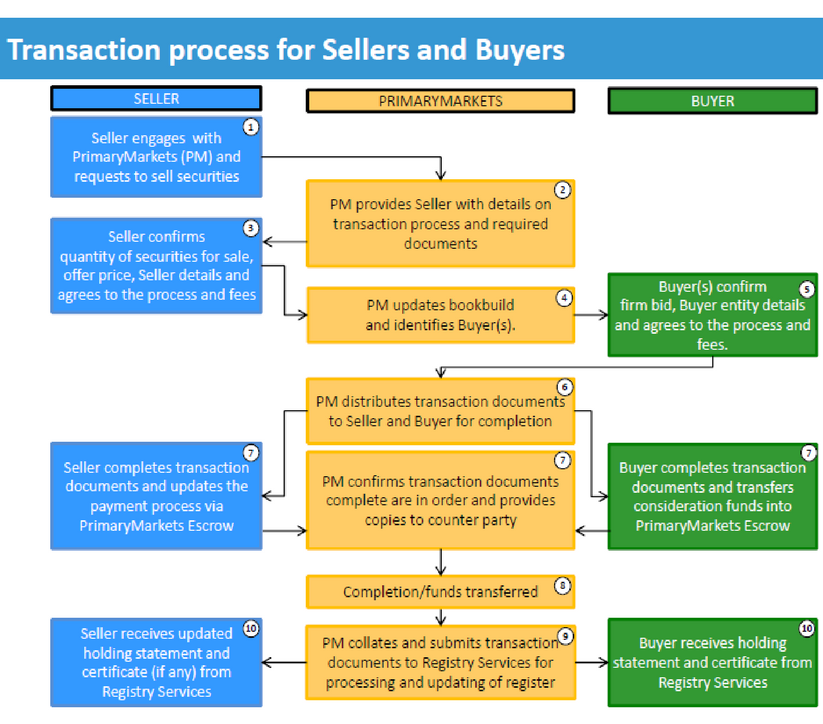 Transaction process for Sellers and Buyers
SELLER
PRIMARYMARKETS
BUYER
1
Seller engages with
PrimaryMarkets (PM) and
requests to sell securities
2
PM provides Seller with details on
transaction process and required
documents
3
Seller confirms
quantity of securities for sale,
offer price, Seller details and
agrees to the process and fees
4
PM updates bookbuild
and identifies Buyer(s).
5
Buyer(s) confirm
firm bid, Buyer entity details
and agrees to the process and
fees.
6
PM distributes transaction documents
to Seller and Buyer for completion
7
Seller completes transaction
documents and updates the
payment process via
PrimaryMarkets Escrow
7
PM confirms transaction documents
complete are in order and provides
copies to counter party
7
Buyer completes transaction
documents and transfers
consideration funds into
PrimaryMarkets Escrow
8
Completion/funds transferred
9
PM collates and submits transaction
documents to Registry Services for
processing and updating of register
10
Seller receives updated
holding statement and
certificate (if any) from
Registry Services
10
Buyer receives holding
statement and certificate from
Registry Services